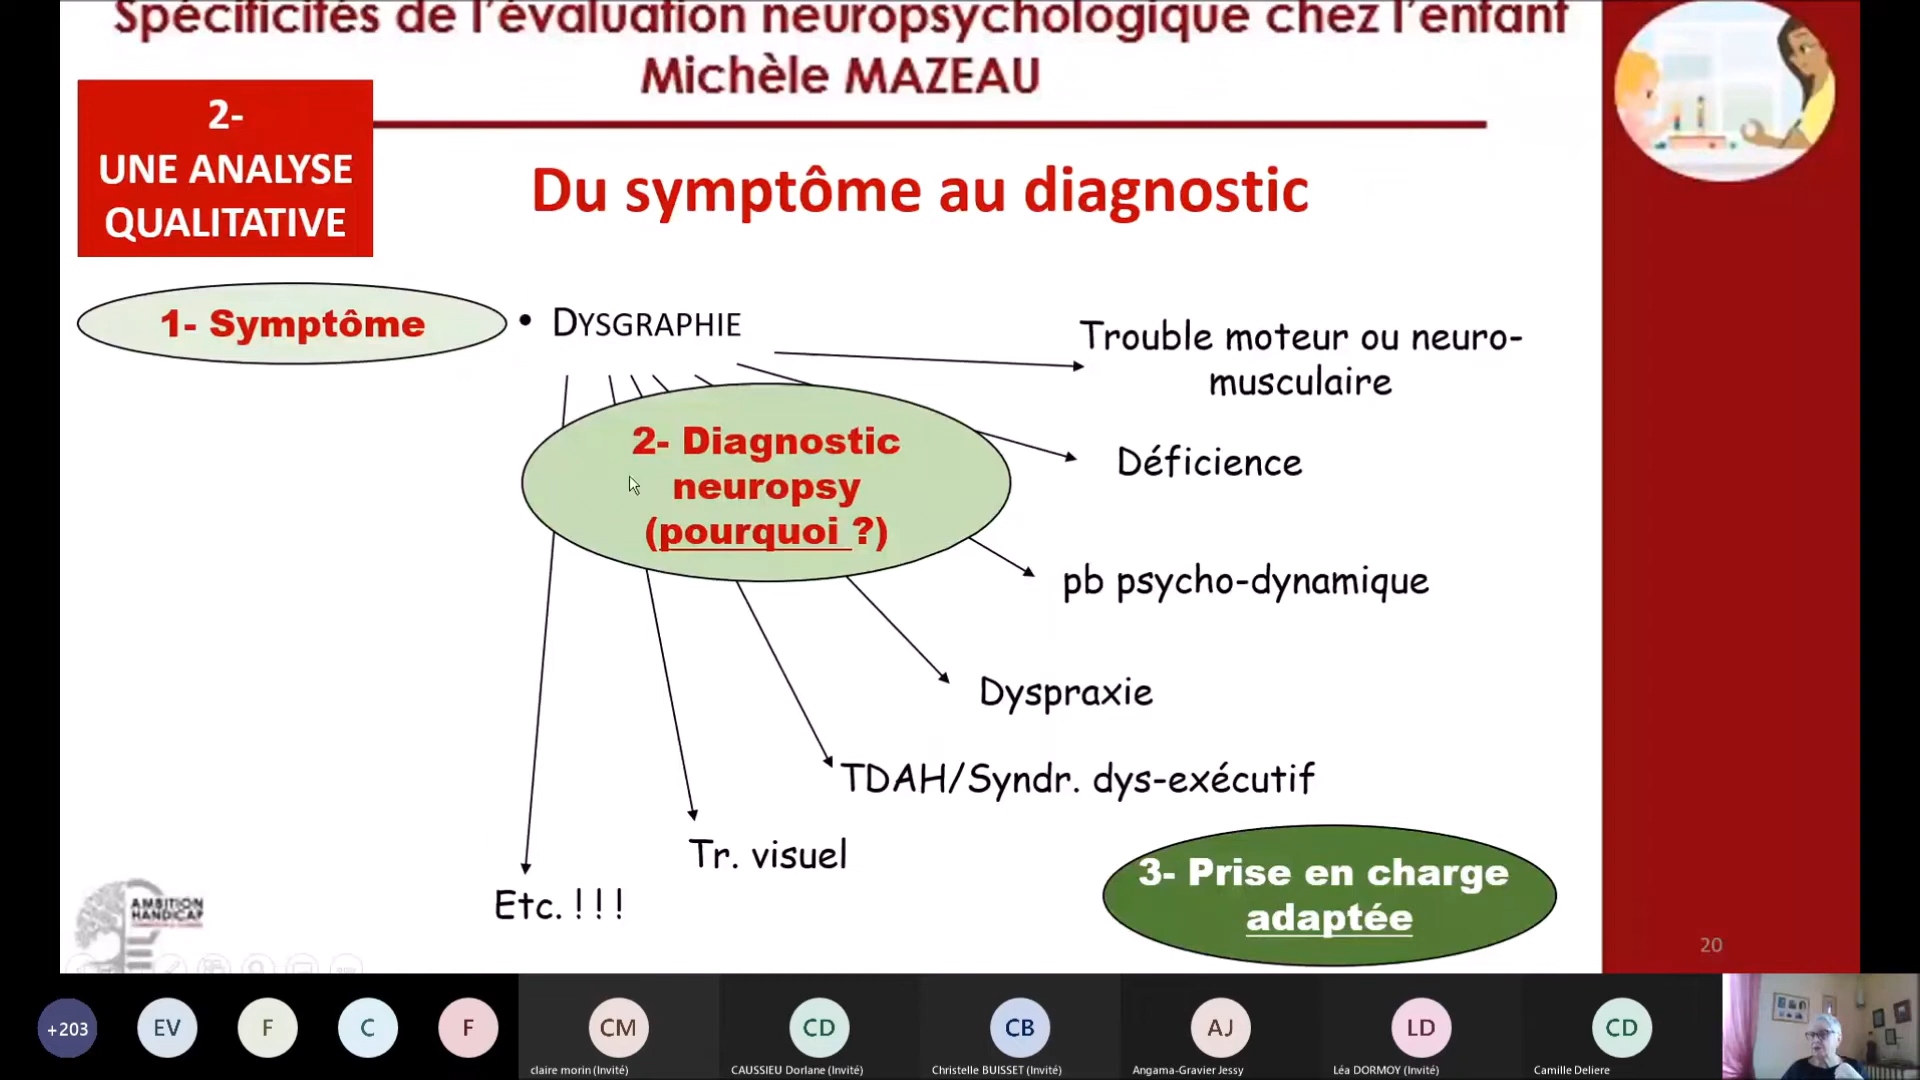 Spécificités de l'évaluation neuropsychologique chez l'enfant
Michèle MAZEAU
2-
UNE ANALYSE
QUALITATIVE
Du symptôme au diagnostic
1- Symptôme
• DYSGRAPHIE
Trouble moteur ou neuro-
musculaire
2- Diagnostic
neuropsy
(pourquoi ?)
Déficience
pb psycho-dynamique
Dyspraxie
TDAH/Syndr. dys-exécutif
Tr. visuel
Etc. ! ! !
3- Prise en charge
adaptée
AMBITION
HANDICAP
20
+203
EV
F
C
F
CM
CD
CB
AJ
LD
CD
claire morin (Invité)
CAUSSIEU Dorlane (Invité)
Christelle BUISSET (Invité)
Angama-Gravier Jessy
Léa DORMOY (Invité)
Camille Deliere